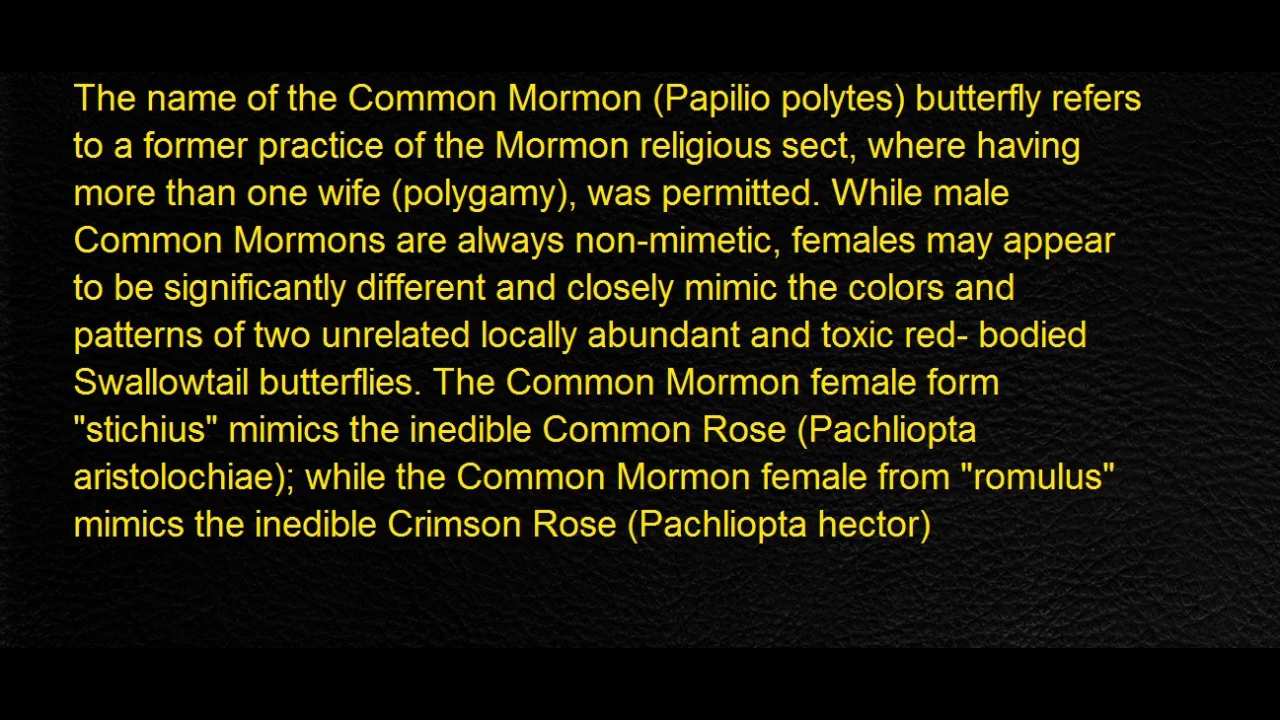 The name of the Common Mormon (Papilio polytes) butterfly refers
to a former practice of the Mormon religious sect, where having
more than one wife (polygamy), was permitted. While male
Common Mormons are always non-mimetic, females may appear
to be significantly different and closely mimic the colors and
patterns of two unrelated locally abundant and toxic red- bodied
Swallowtail butterflies. The Common Mormon female form
"stichius" mimics the inedible Common Rose (Pachliopta
aristolochiae); while the Common Mormon female from "romulus"
mimics the inedible Crimson Rose (Pachliopta hector)